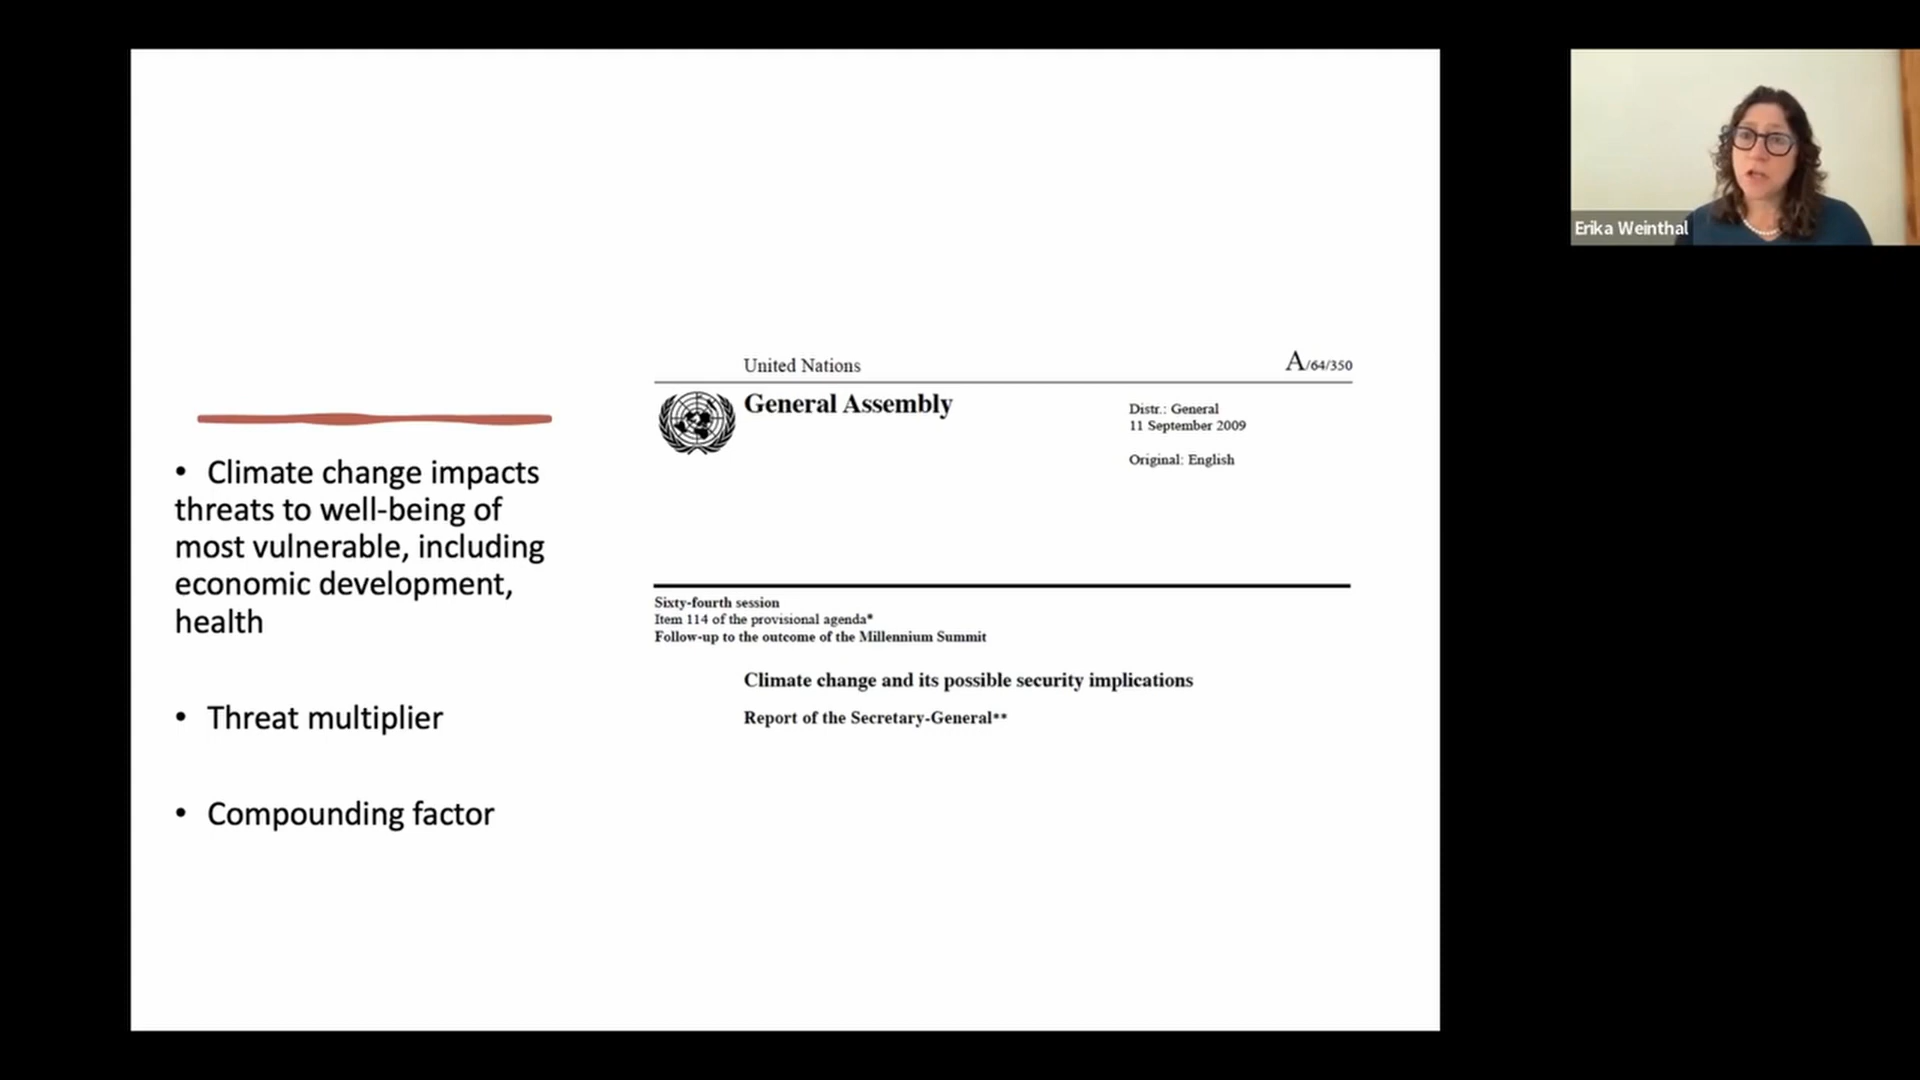 • Climate change impacts
threats to well-being of
most vulnerable, including
economic development,
health
• Threat multiplier
• Compounding factor
United Nations
A/64/350
General Assembly
Distr.: General
11 September 2009
Original: English
Sixty-fourth session
Item 114 of the provisional agenda*
Follow-up to the outcome of the Millennium Summit
Climate change and its possible security implications
Report of the Secretary-General**
Erika Weinthal